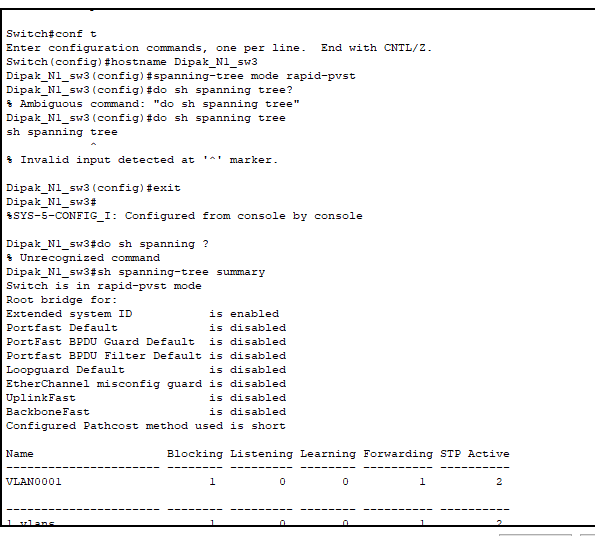 Switch#conf t
Enter configuration commands, one per line.  End with CNTL/Z.
Switch(config)#hostname Dipak_N1_sw3
Dipak_N1_sw3(config)#spanning-tree mode rapid-pvst
Dipak_N1_sw3(config)#do sh spanning tree?
% Ambiguous command: "do sh spanning tree"
Dipak_N1_sw3(config)#do sh spanning tree
sh spanning tree
            ^
% Invalid input detected at '^' marker.

Dipak_N1_sw3(config)#exit
Dipak_N1_sw3#
%SYS-5-CONFIG_I: Configured from console by console

Dipak_N1_sw3#do sh spanning ?
% Unrecognized command
Dipak_N1_sw3#sh spanning-tree summary
Switch is in rapid-pvst mode
Root bridge for:
Extended system ID           is enabled
Portfast Default             is disabled
PortFast BPDU Guard Default  is disabled
Portfast BPDU Filter Default is disabled
Loopguard Default            is disabled
EtherChannel misconfig guard is disabled
UplinkFast                   is disabled
BackboneFast                 is disabled
Configured Pathcost method used is short

Name                   Blocking Listening Learning Forwarding STP Active
---------------------- -------- --------- -------- ---------- ----------
VLAN0001                     1         0        0          1          2

---------------------- -------- --------- -------- ---------- ----------
1 vlans                      1         0        0          1          2